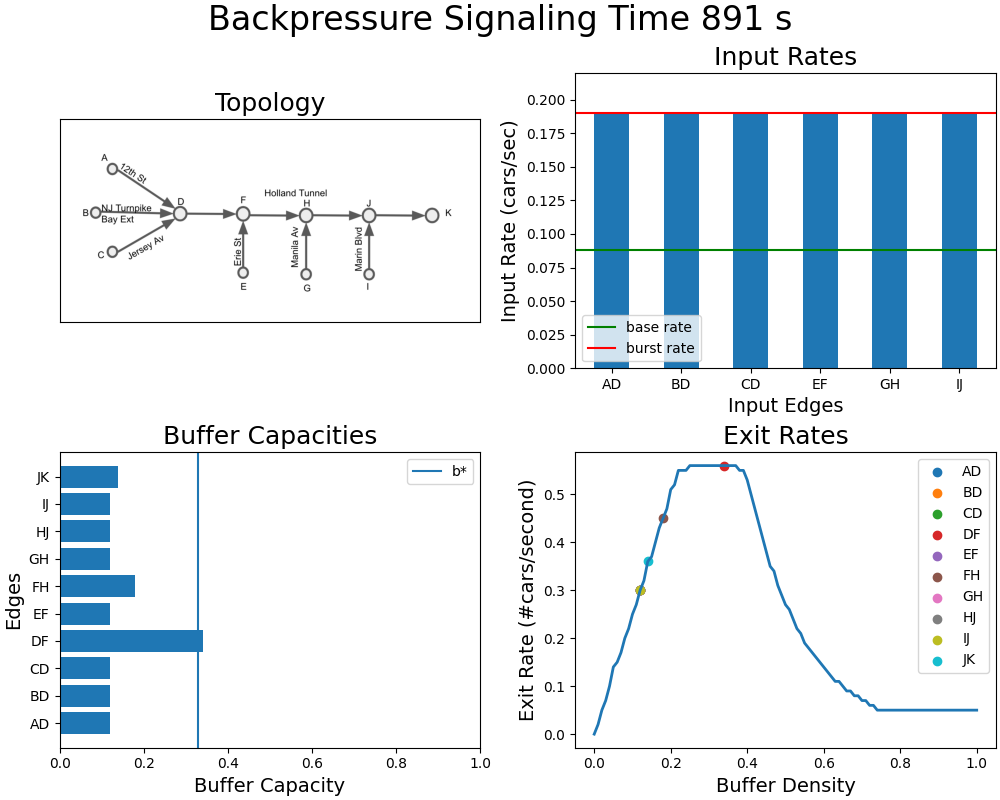 Backpressure Signaling Time 891 s
Topology
A
12th St
B
NJ Turnpike
Bay Ext
C
Jersey Av
D
F
Holland Tunnel
H
J
K
Erie St
Manila Av
Marin Blvd
E
G
I
Input Rates
Input Rate (cars/sec)
0.200
0.175
0.150
0.125
0.100
0.075
0.050
0.025
0.000
base rate
burst rate
AD BD CD EF GH IJ
Input Edges
Buffer Capacities
Edges
JK
IJ
HJ
GH
FH
EF
DF
CD
BD
AD
b*
0.0 0.2 0.4 0.6 0.8 1.0
Buffer Capacity
Exit Rates
Exit Rate (#cars/second)
0.5
0.4
0.3
0.2
0.1
0.0
AD
BD
CD
DF
EF
FH
GH
HJ
IJ
JK
0.0 0.2 0.4 0.6 0.8 1.0
Buffer Density